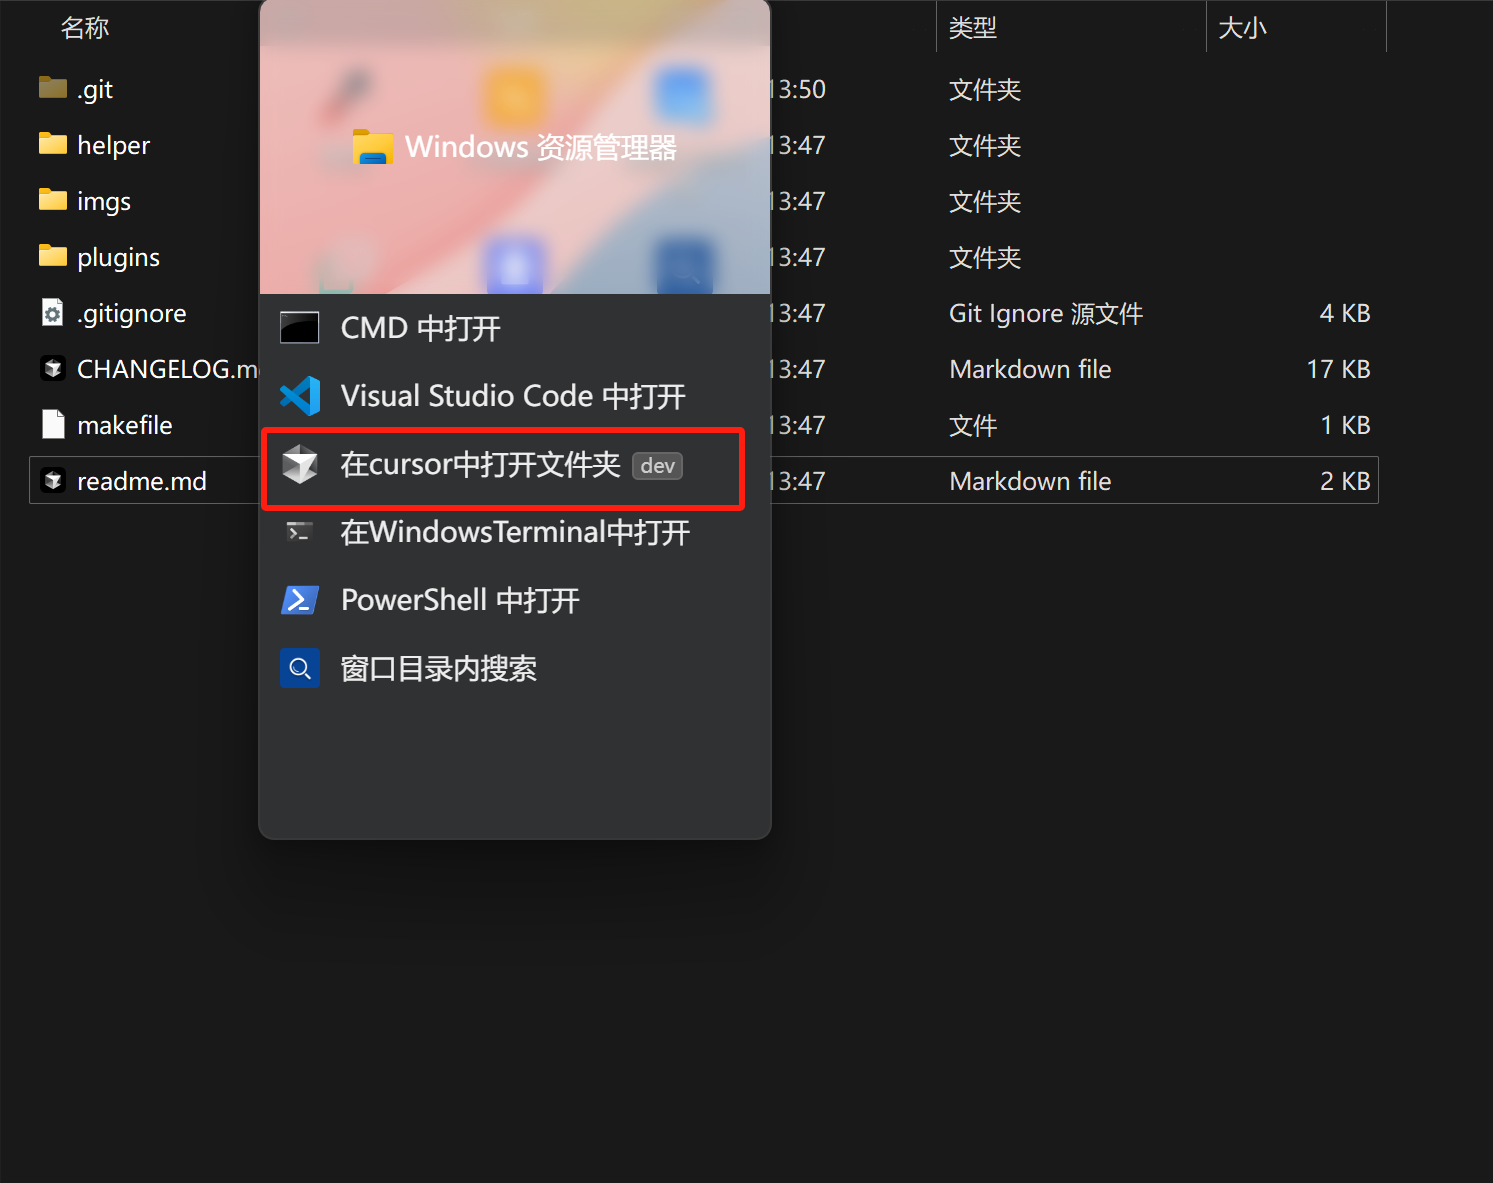 名称 类型 大小
.git 13:50 文件夹
helper 13:47 文件夹
imgs 13:47 文件夹
plugins 13:47 文件夹
.gitignore 13:47 Git Ignore 源文件 4 KB
CHANGELOG.m 13:47 Markdown file 17 KB
makefile 13:47 文件 1 KB
readme.md 13:47 Markdown file 2 KB
Windows 资源管理器
CMD 中打开
Visual Studio Code 中打开
在cursor中打开文件夹 dev
在WindowsTerminal中打开
PowerShell 中打开
窗口目录内搜索